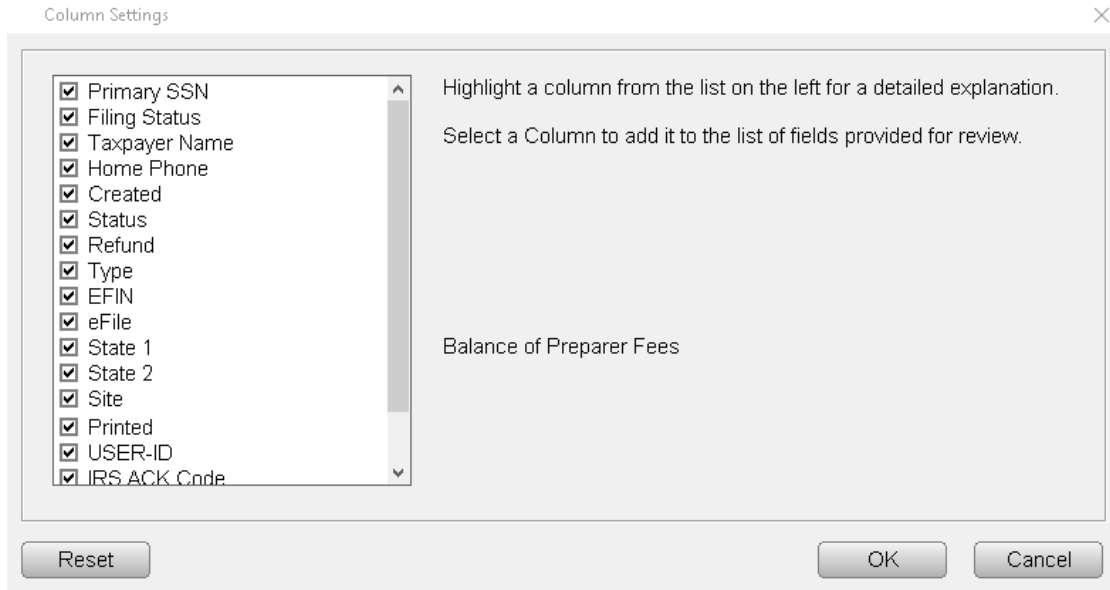 Column Settings
Primary SSN
Filing Status
Taxpayer Name
Home Phone
Created
Status
Refund
Type
EFIN
eFile
State 1
State 2
Site
Printed
USER-ID
IRS ACK Code
Highlight a column from the list on the left for a detailed explanation.
Select a Column to add it to the list of fields provided for review.
Balance of Preparer Fees
Reset
OK
Cancel